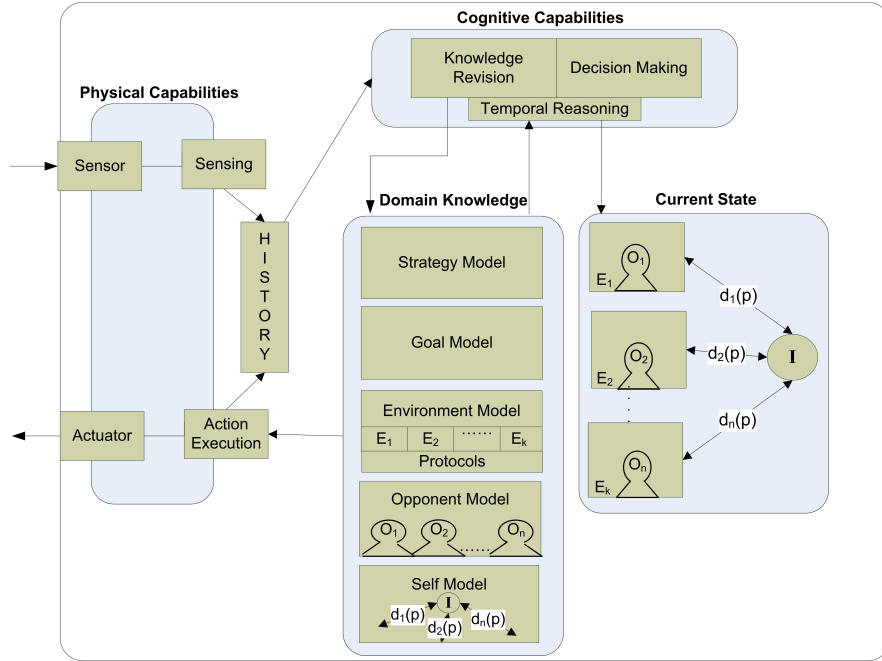 Cognitive Capabilities
Knowledge
Revision
Decision Making
Temporal Reasoning
Physical Capabilities
Sensor
Sensing
H
I
S
T
O
R
Y
Actuator
Action
Execution
Domain Knowledge
Strategy Model
Goal Model
Environment Model
E₁ E₂ ...... Eₖ
Protocols
Opponent Model
O₁ O₂ ...... Oₙ
Self Model
I
d₁(p)
d₂(p)
dₙ(p)
Current State
O₁
E₁
d₁(p)
O₂
E₂
d₂(p)
I
dₙ(p)
Oₙ
Eₖ